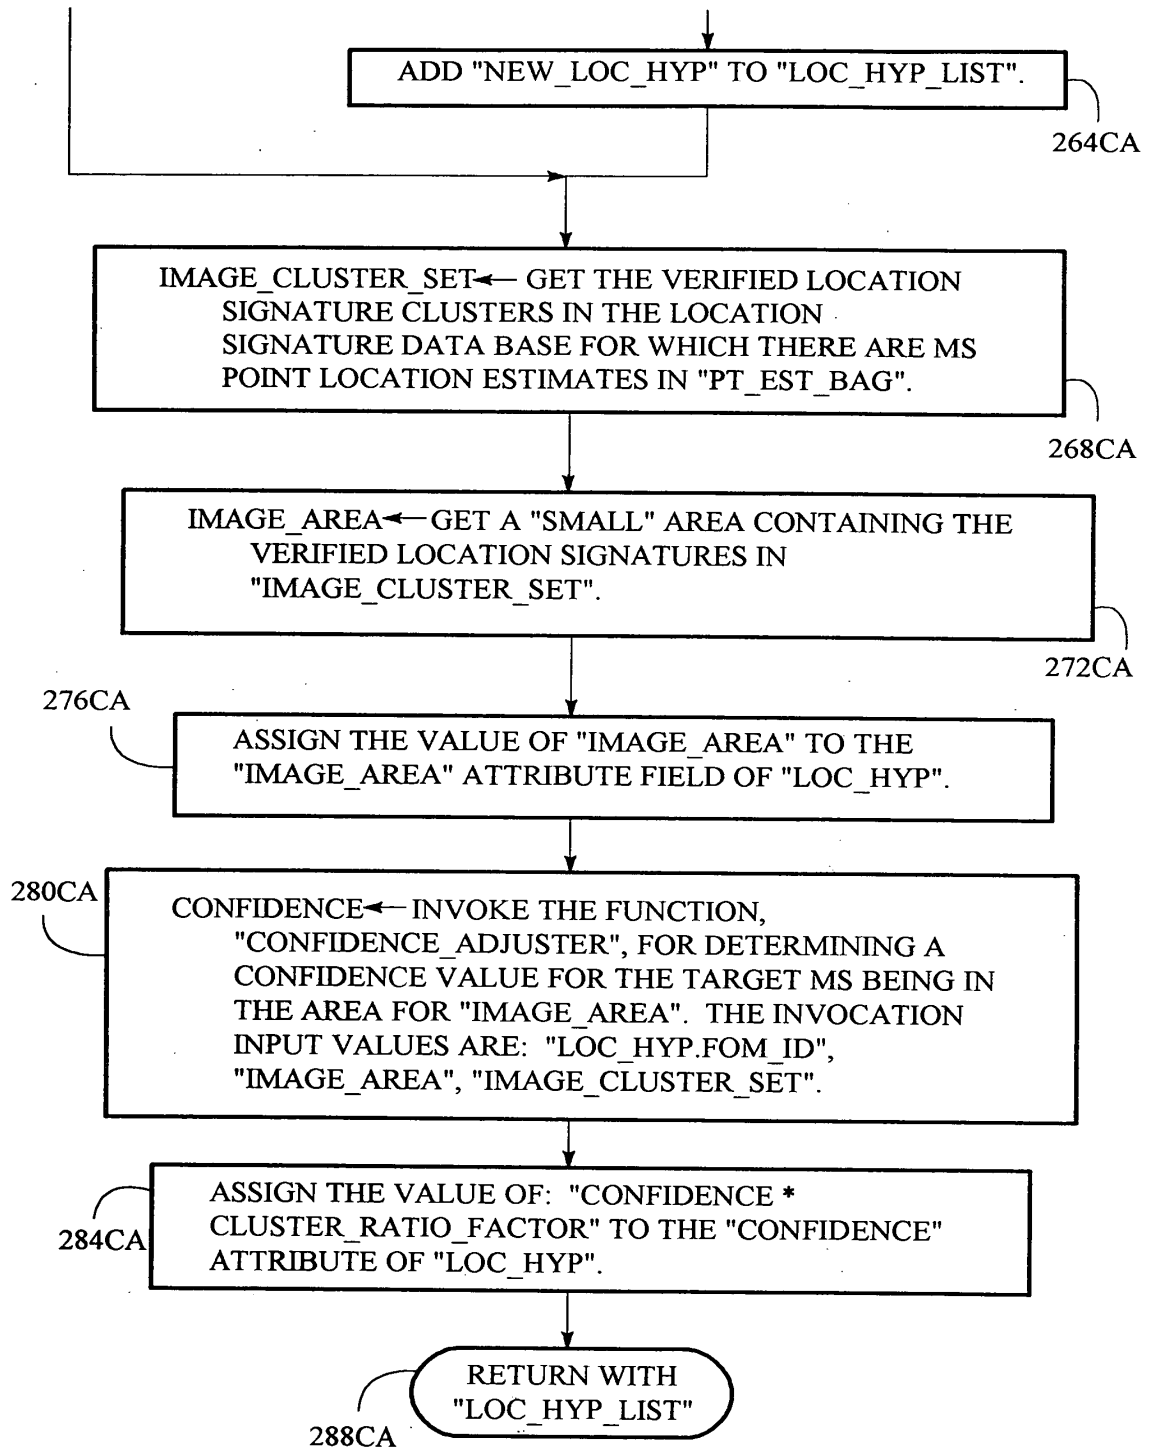 ADD "NEW_LOC_HYP" TO "LOC_HYP_LIST".
264CA
IMAGE_CLUSTER_SET← GET THE VERIFIED LOCATION
SIGNATURE CLUSTERS IN THE LOCATION
SIGNATURE DATA BASE FOR WHICH THERE ARE MS
POINT LOCATION ESTIMATES IN "PT_EST_BAG".
268CA
IMAGE_AREA← GET A "SMALL" AREA CONTAINING THE
VERIFIED LOCATION SIGNATURES IN
"IMAGE_CLUSTER_SET".
272CA
276CA
ASSIGN THE VALUE OF "IMAGE_AREA" TO THE
"IMAGE_AREA" ATTRIBUTE FIELD OF "LOC_HYP".
280CA
CONFIDENCE← INVOKE THE FUNCTION,
"CONFIDENCE_ADJUSTER", FOR DETERMINING A
CONFIDENCE VALUE FOR THE TARGET MS BEING IN
THE AREA FOR "IMAGE_AREA". THE INVOCATION
INPUT VALUES ARE: "LOC_HYP.FOM_ID",
"IMAGE_AREA", "IMAGE_CLUSTER_SET".
284CA
ASSIGN THE VALUE OF: "CONFIDENCE *
CLUSTER_RATIO_FACTOR" TO THE "CONFIDENCE"
ATTRIBUTE OF "LOC_HYP".
RETURN WITH
"LOC_HYP_LIST"
288CA